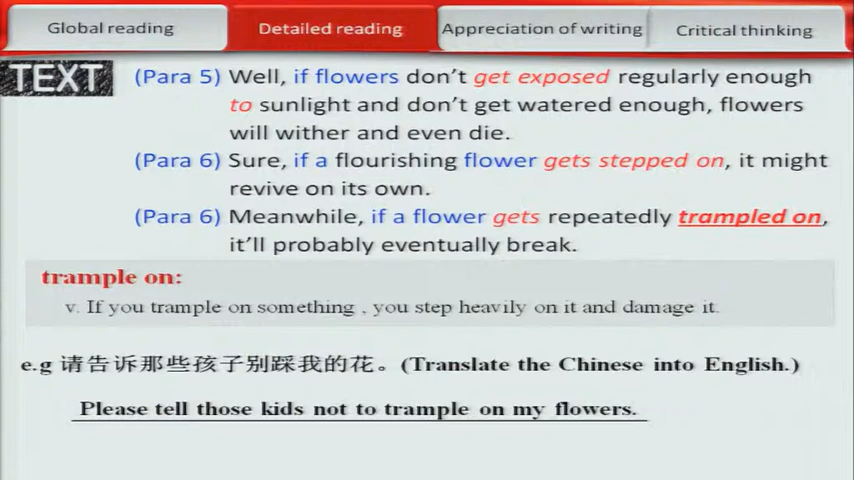 Global reading
Detailed reading
Appreciation of writing
Critical thinking
TEXT
(Para 5) Well, if flowers don't get exposed regularly enough
to sunlight and don't get watered enough, flowers
will wither and even die.
(Para 6) Sure, if a flourishing flower gets stepped on, it might
revive on its own.
(Para 6) Meanwhile, if a flower gets repeatedly trampled on,
it'll probably eventually break.
trample on:
v. If you trample on something , you step heavily on it and damage it.
e.g 请告诉那些孩子别踩我的花。(Translate the Chinese into English.)
Please tell those kids not to trample on my flowers.